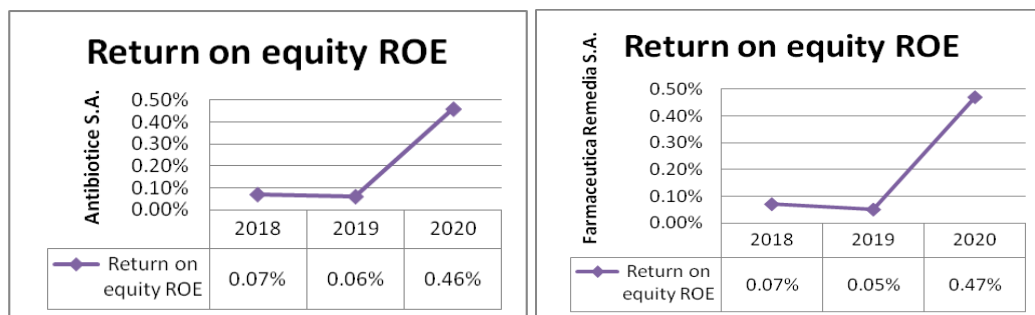 Return on equity ROE
Antibiotice S.A.
0.50%
0.40%
0.30%
0.20%
0.10%
0.00%
2018 2019 2020
Return on equity ROE 0.07% 0.06% 0.46%
Return on equity ROE
Farmaceutica Remedia S.A.
0.50%
0.40%
0.30%
0.20%
0.10%
0.00%
2018 2019 2020
Return on equity ROE 0.07% 0.05% 0.47%